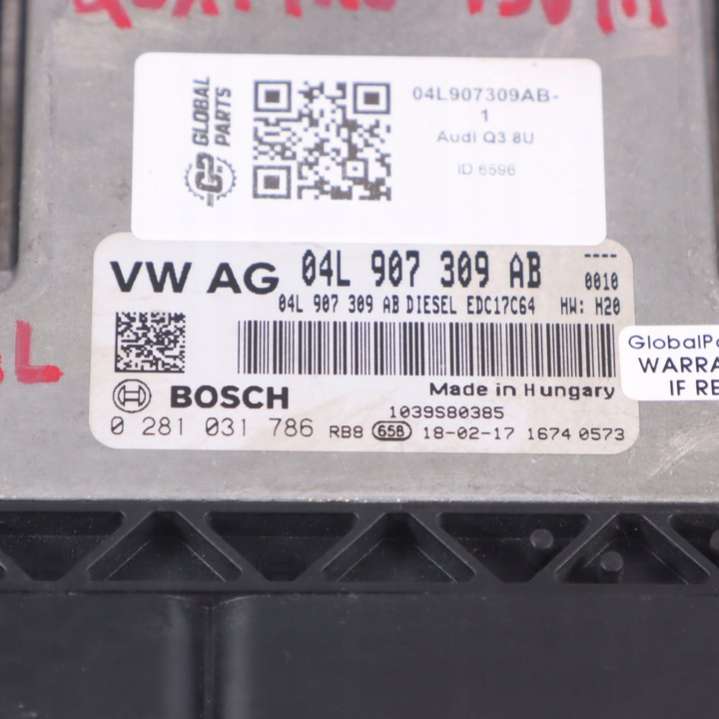 QUATTRO 150KM
GLOBAL
PARTS
04L907309AB-
1
Audi Q3 8U
ID 6596
VW AG 04L 907 309 AB
----
0010
04L 907 309 AB DIESEL EDC17C64 HW: H20
BOSCH
Made in Hungary
1039S80385
0 281 031 786 RB8 658 18-02-17 1674 0573
L
GlobalPa
WARRA
IF RE